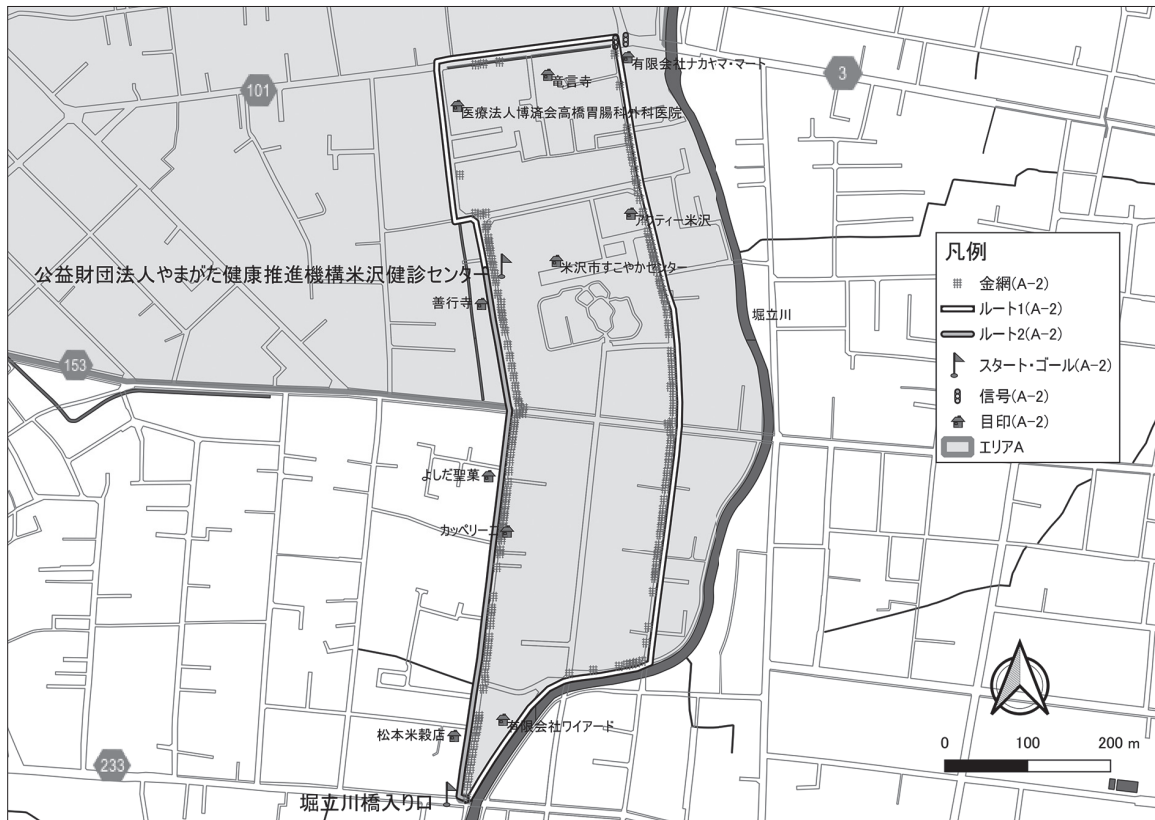 有限会社ナカヤマ・マート
3
竜言寺
101
医療法人博済会高橋胃腸科外科医院
アクティー米沢
米沢市すこやかセンター
公益財団法人やまがた健康推進機構米沢健診センター
善行寺
堀立川
153
よしだ聖菓
カッペリーニ
有限会社ワイアード
松本米穀店
233
堀立川橋入り口
凡例
金網(A-2)
ルート1(A-2)
ルート2(A-2)
スタート・ゴール(A-2)
信号(A-2)
目印(A-2)
エリアA
0 100 200 m